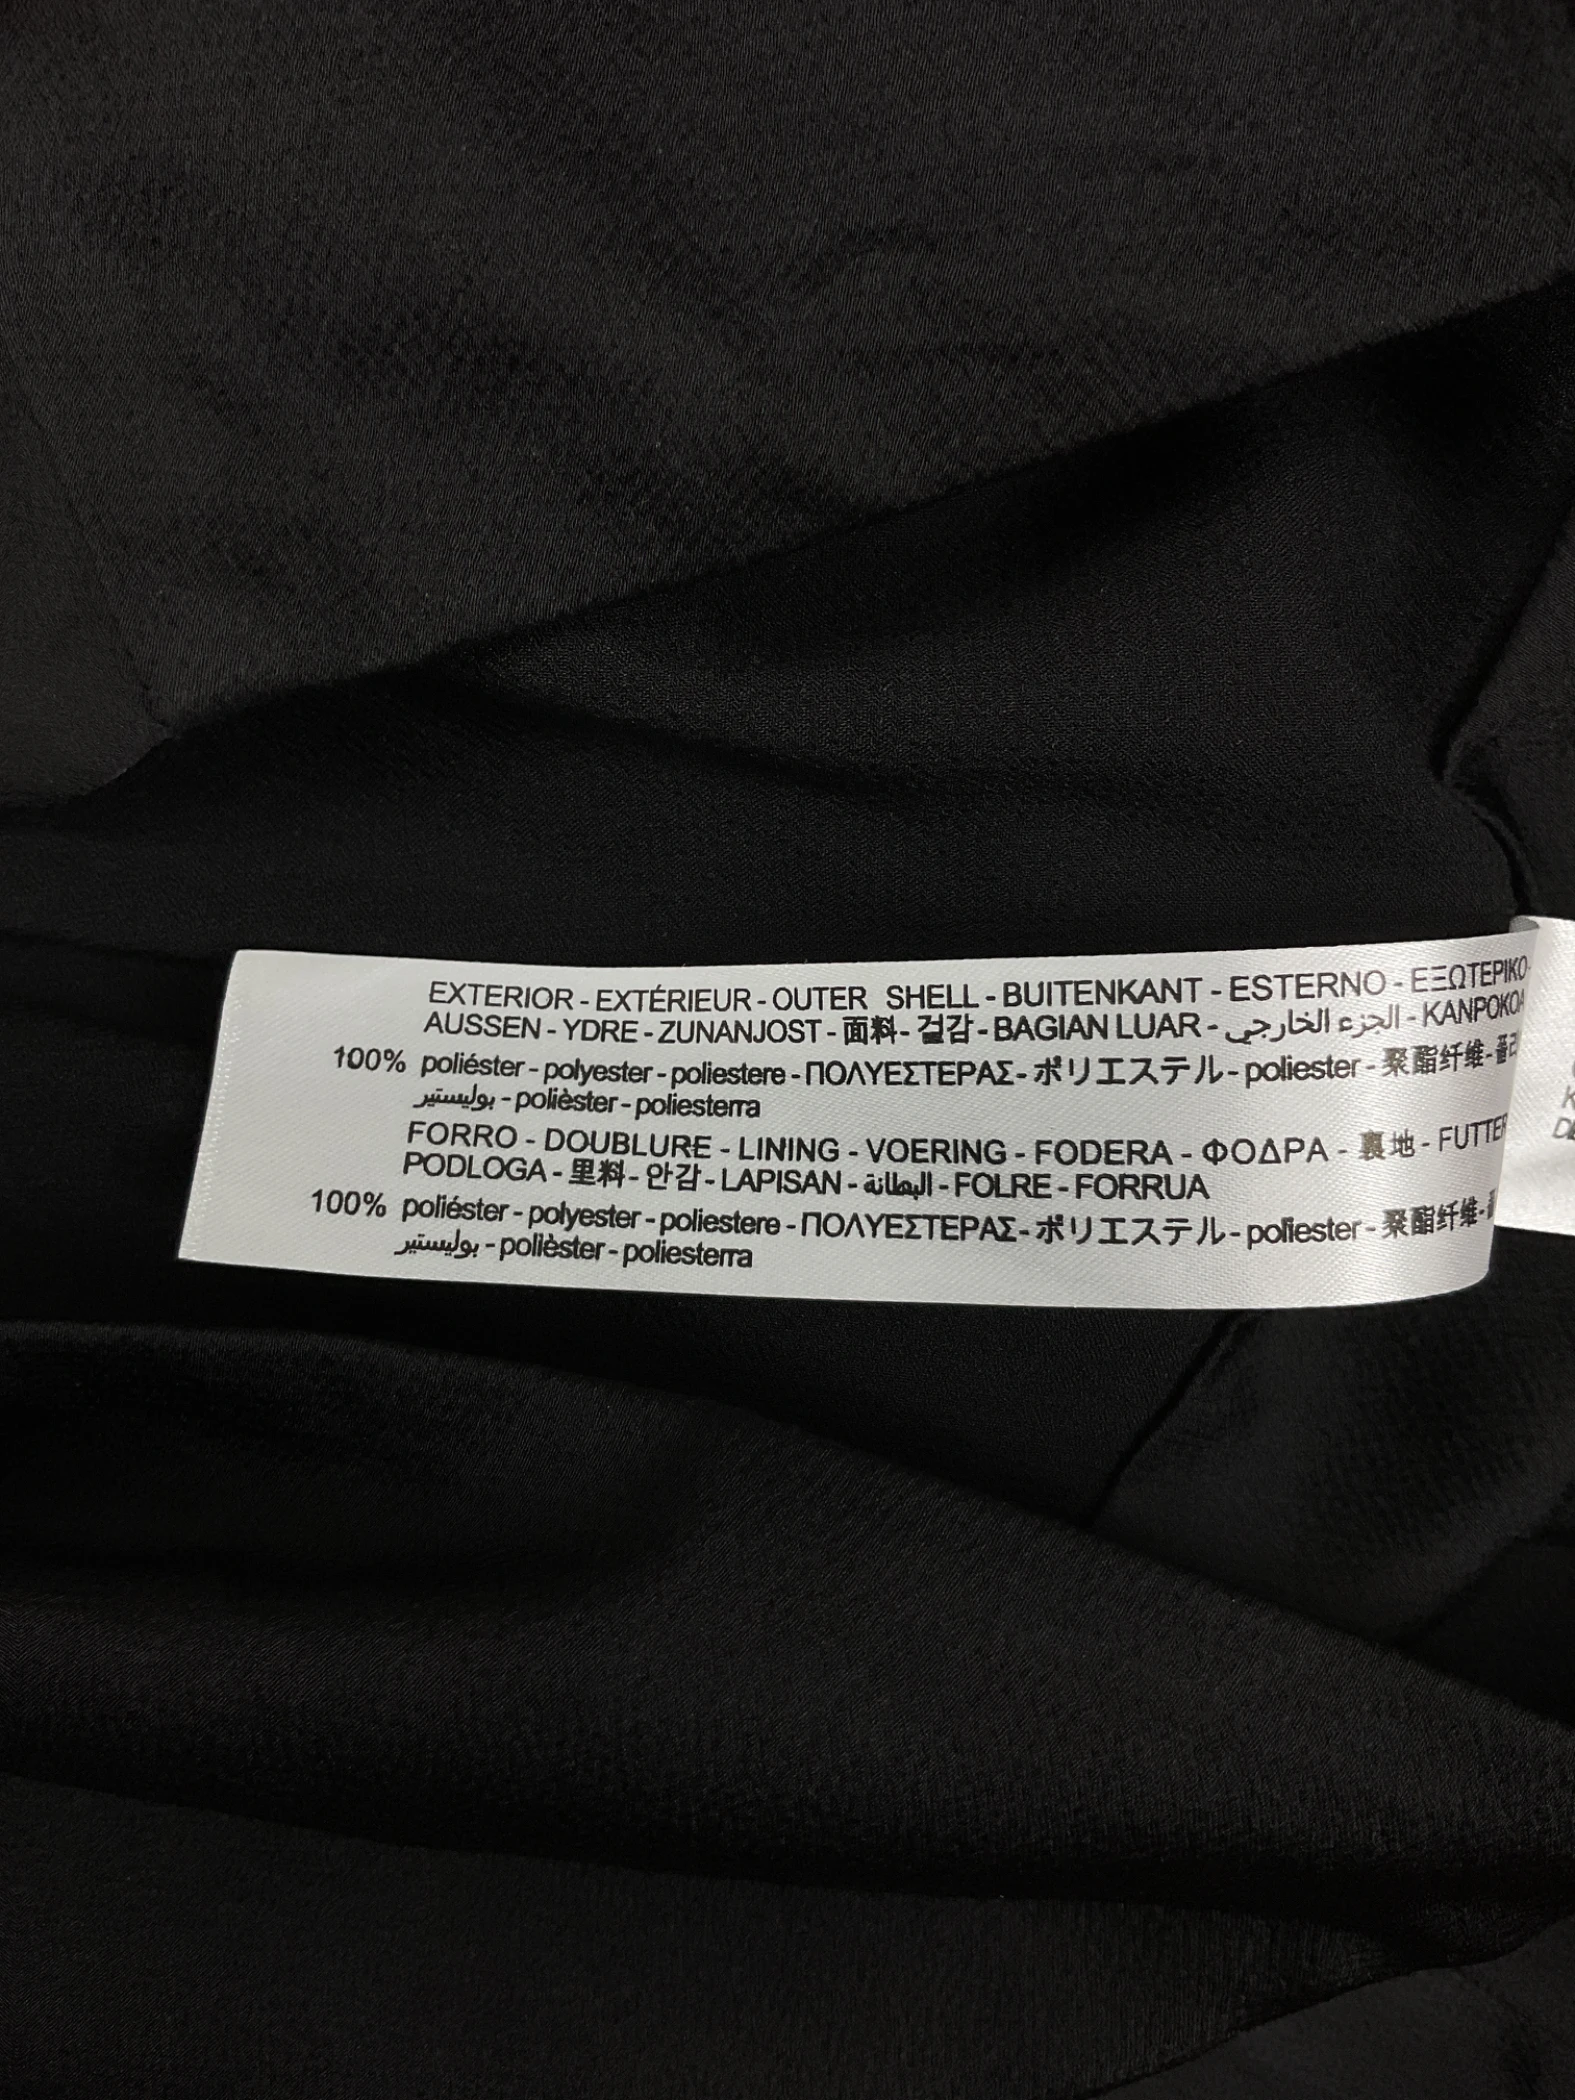 EXTERIOR - EXTÉRIEUR - OUTER SHELL - BUITENKANT - ESTERNO - ΕΞΩΤΕΡΙΚΟ-
AUSSEN - YDRE - ZUNANJOST - 面料 - 겉감 - BAGIAN LUAR - الجزء الخارجي - KANPOKOA
100% poliéster - polyester - poliestere - ΠΟΛΥΕΣΤΕΡΑΣ - ポリエステル - poliester - 聚酯纤维 -
بوليستير - polièster - poliesterra
FORRO - DOUBLURE - LINING - VOERING - FODERA - ΦΟΔΡΑ - 裏地 - FUTTER
PODLOGA - 里料 - 안감 - LAPISAN - البطانة - FOLRE - FORRUA
100% poliéster - polyester - poliestere - ΠΟΛΥΕΣΤΕΡΑΣ - ポリエステル - poliester - 聚酯纤维 -
بوليستير - polièster - poliesterra